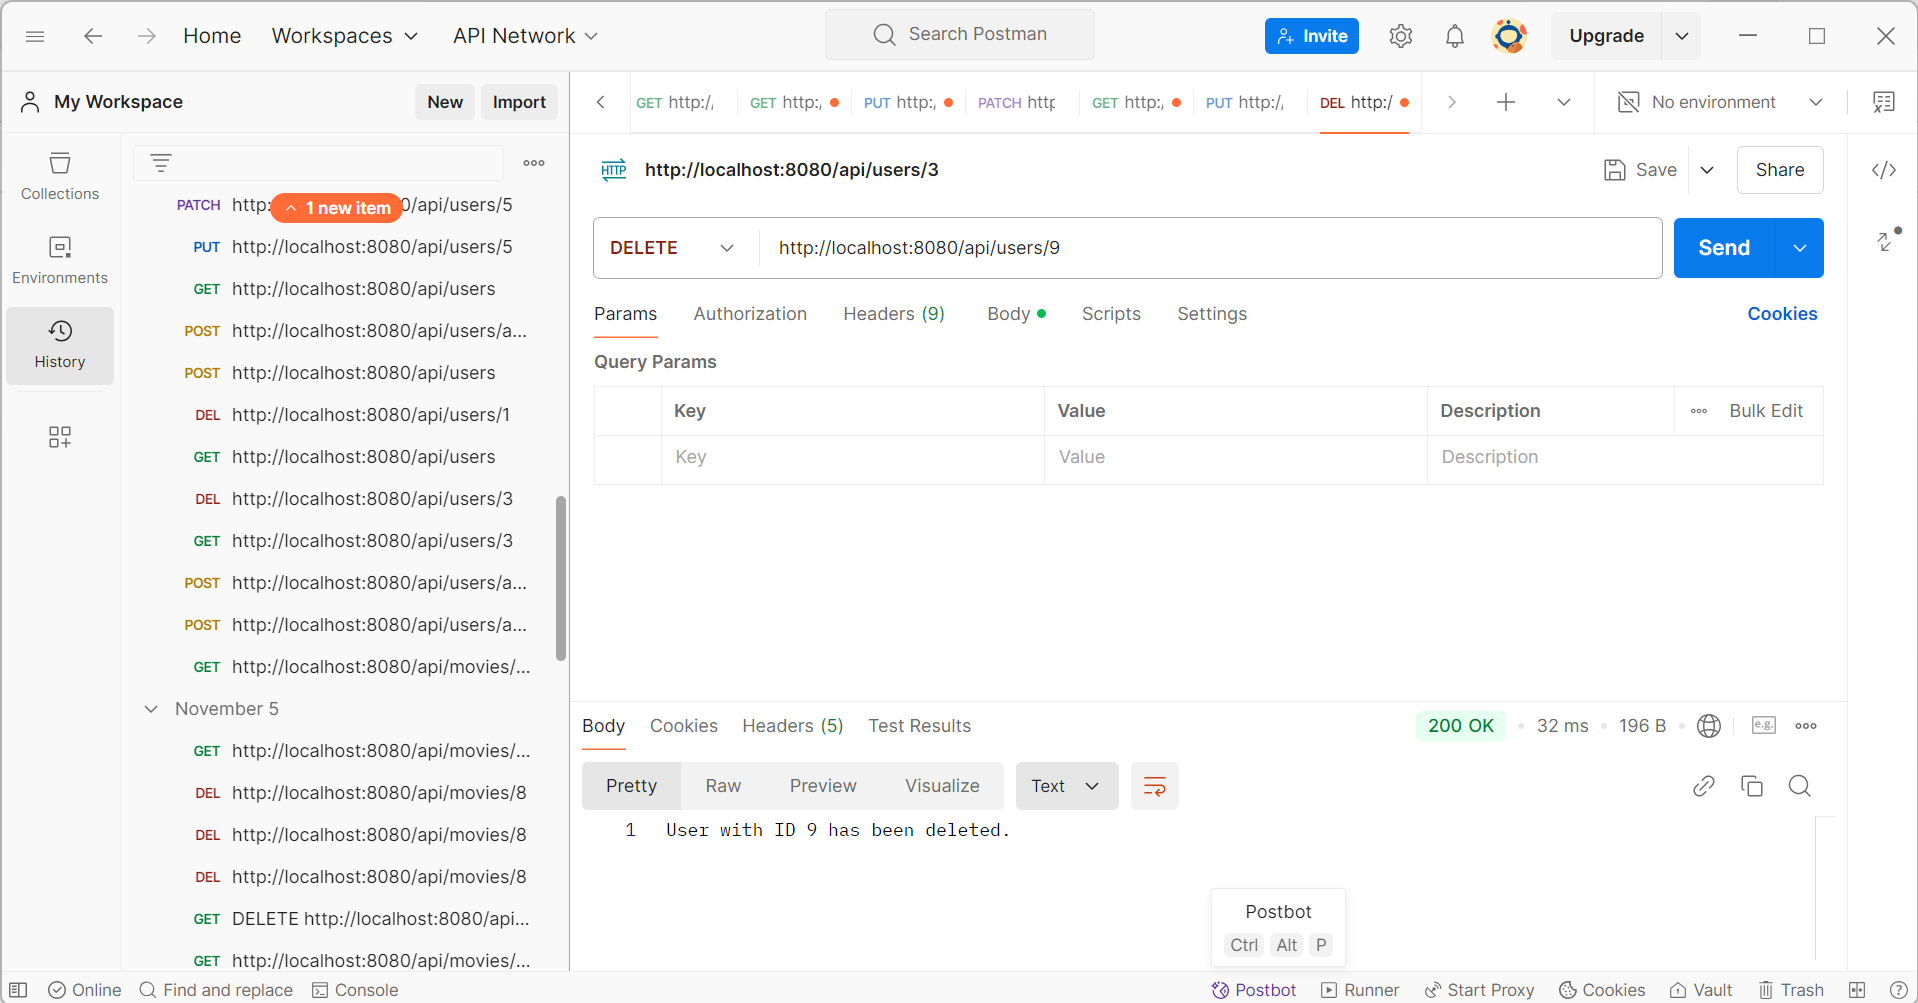 Home Workspaces API Network Search Postman Invite Upgrade
My Workspace New Import
GET http:/, GET http:, PUT http:, PATCH http GET http:, PUT http:/, DEL http:/ No environment
Collections
Environments
History
1 new item
PATCH http: 0/api/users/5
PUT http://localhost:8080/api/users/5
GET http://localhost:8080/api/users
POST http://localhost:8080/api/users/a...
POST http://localhost:8080/api/users
DEL http://localhost:8080/api/users/1
GET http://localhost:8080/api/users
DEL http://localhost:8080/api/users/3
GET http://localhost:8080/api/users/3
POST http://localhost:8080/api/users/a...
POST http://localhost:8080/api/users/a...
GET http://localhost:8080/api/movies/...
November 5
GET http://localhost:8080/api/movies/...
DEL http://localhost:8080/api/movies/8
DEL http://localhost:8080/api/movies/8
DEL http://localhost:8080/api/movies/8
GET DELETE http://localhost:8080/api...
GET http://localhost:8080/api/movies/...
HTTP http://localhost:8080/api/users/3 Save Share
DELETE http://localhost:8080/api/users/9 Send
Params Authorization Headers (9) Body Scripts Settings Cookies
Query Params
Key Value Description Bulk Edit
Key Value Description
Body Cookies Headers (5) Test Results 200 OK 32 ms 196 B e.g.
Pretty Raw Preview Visualize Text
1 User with ID 9 has been deleted.
Postbot
Ctrl Alt P
Online Find and replace Console Postbot Runner Start Proxy Cookies Vault Trash